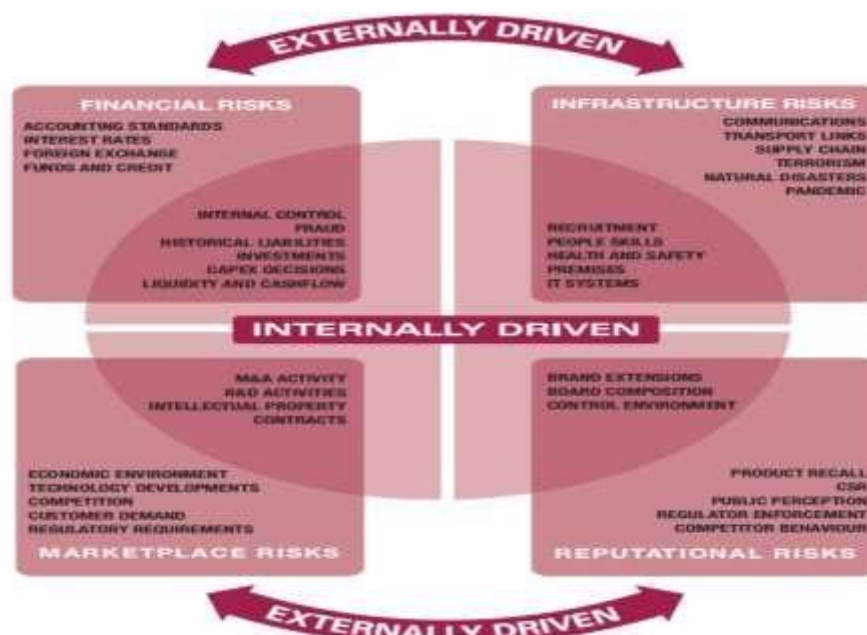 EXTERNALLY DRIVEN
FINANCIAL RISKS
ACCOUNTING STANDARDS
INTEREST RATES
FOREIGN EXCHANGE
FUNDS AND CREDIT
INTERNAL CONTROL
FRAUD
HISTORICAL LIABILITIES
INVESTMENTS
CAPEX DECISIONS
LIQUIDITY AND CASHFLOW
INFRASTRUCTURE RISKS
COMMUNICATIONS
TRANSPORT LINKS
SUPPLY CHAIN
TERRORISM
NATURAL DISASTERS
PANDEMIC
RECRUITMENT
PEOPLE SKILLS
HEALTH AND SAFETY
PREMISES
IT SYSTEMS
INTERNALLY DRIVEN
M&A ACTIVITY
R&D ACTIVITIES
INTELLECTUAL PROPERTY
CONTRACTS
ECONOMIC ENVIRONMENT
TECHNOLOGY DEVELOPMENTS
COMPETITION
CUSTOMER DEMAND
REGULATORY REQUIREMENTS
MARKETPLACE RISKS
BRAND EXTENSIONS
BOARD COMPOSITION
CONTROL ENVIRONMENT
PRODUCT RECALL
CSR
PUBLIC PERCEPTION
REGULATOR ENFORCEMENT
COMPETITOR BEHAVIOUR
REPUTATIONAL RISKS
EXTERNALLY DRIVEN